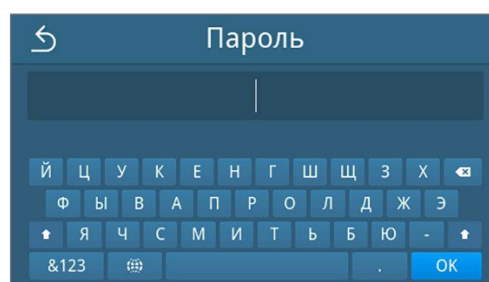 Пароль
Й Ц У К Е Н Г Ш Щ З Х
Ф Ы В А П Р О Л Д Ж Э
Я Ч С М И Т Ь Б Ю -
&123 . OK